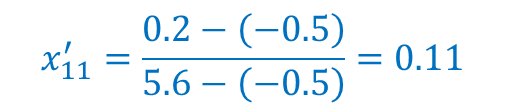 x′₁₁ = (0.2 − (−0.5)) / (5.6 − (−0.5)) = 0.11